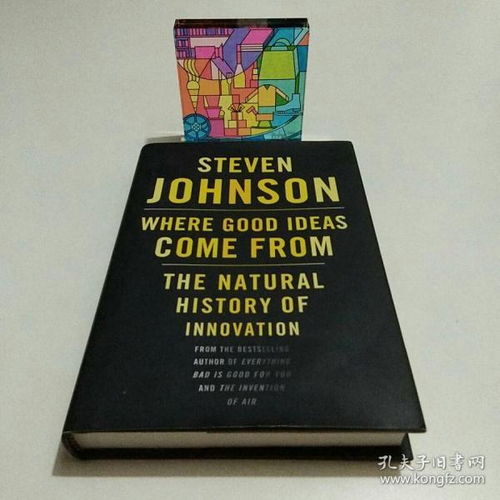 STEVEN
JOHNSON
WHERE GOOD IDEAS
COME FROM
THE NATURAL
HISTORY OF
INNOVATION
FROM THE BESTSELLING
AUTHOR OF EVERYTHING
BAD IS GOOD FOR YOU
AND THE INVENTION
OF AIR
孔夫子旧书网
www.kongfz.com